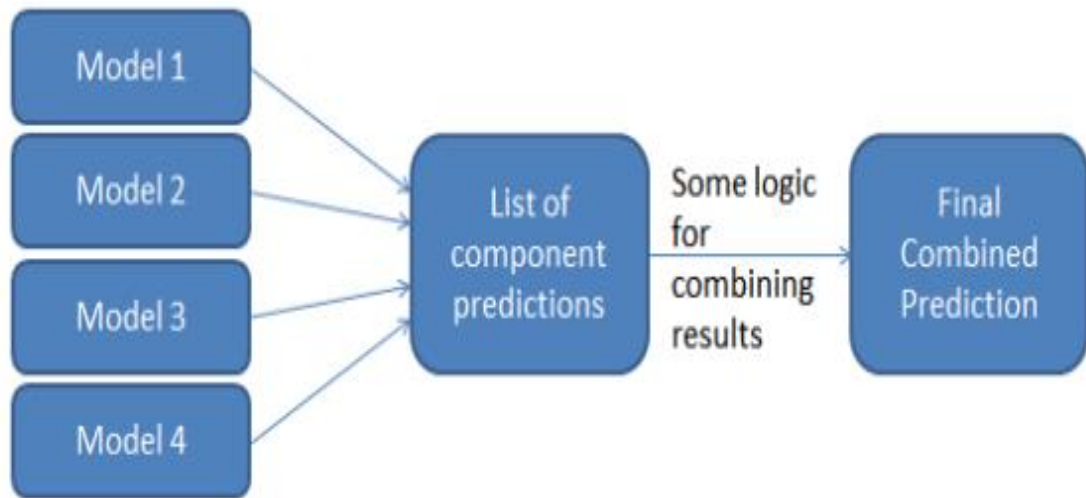 Model 1
Model 2
Model 3
Model 4
List of
component
predictions
Some logic
for
combining
results
Final
Combined
Prediction